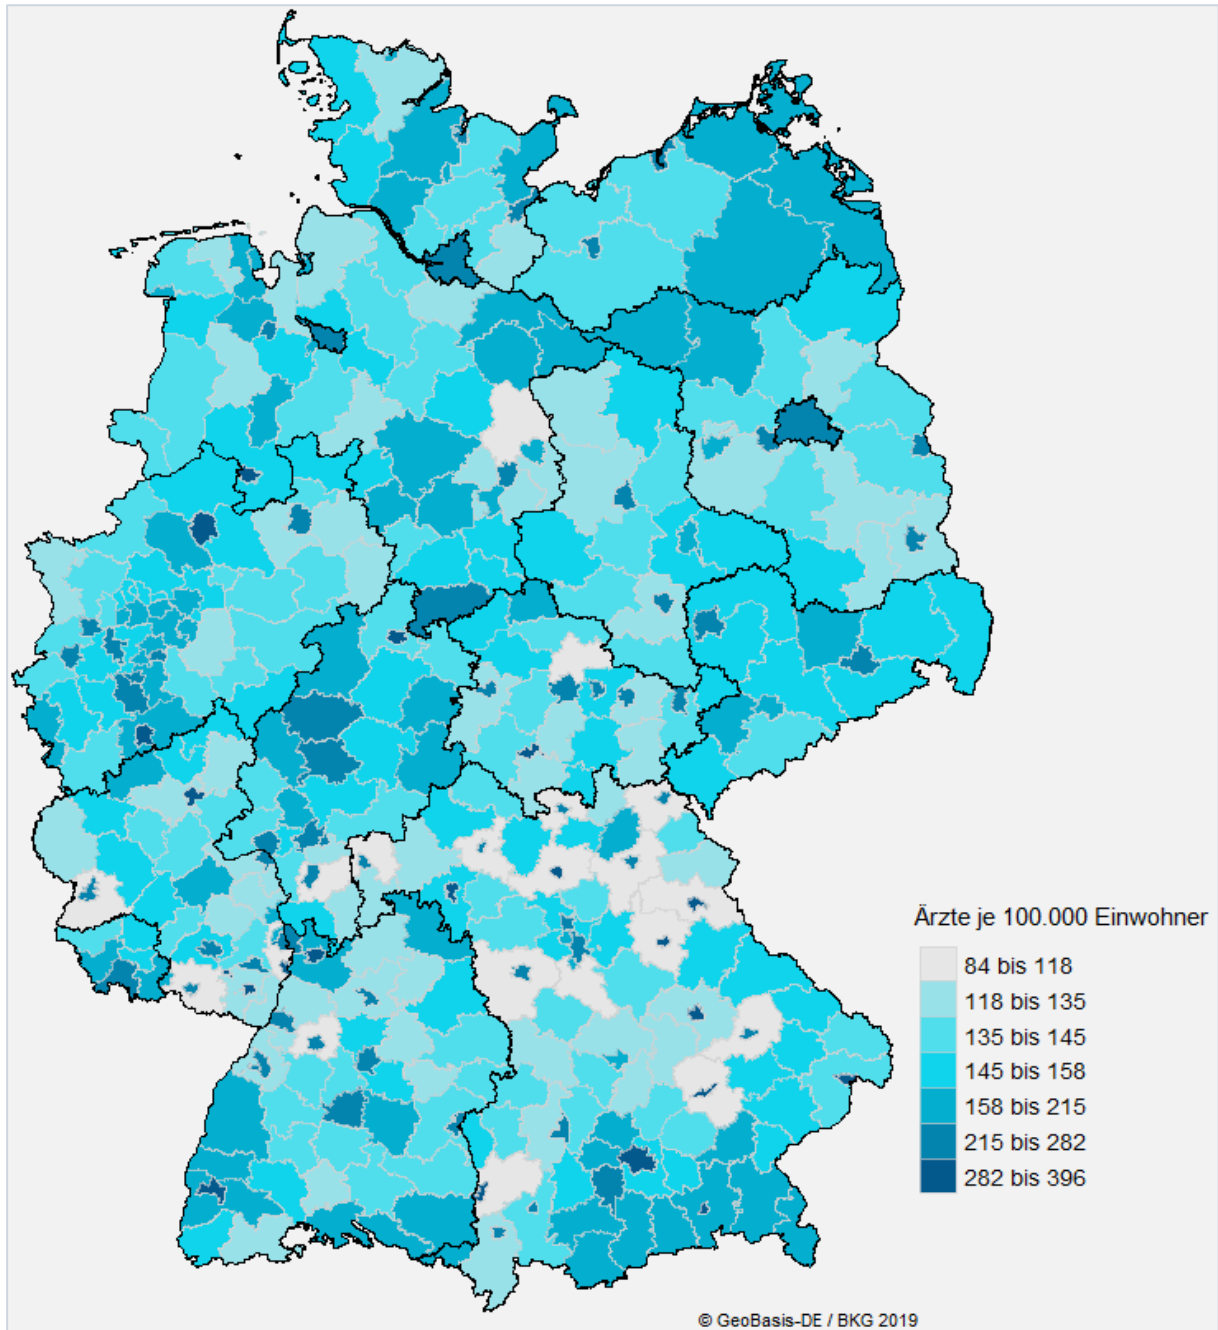 Ärzte je 100.000 Einwohner
84 bis 118
118 bis 135
135 bis 145
145 bis 158
158 bis 215
215 bis 282
282 bis 396
© GeoBasis-DE / BKG 2019